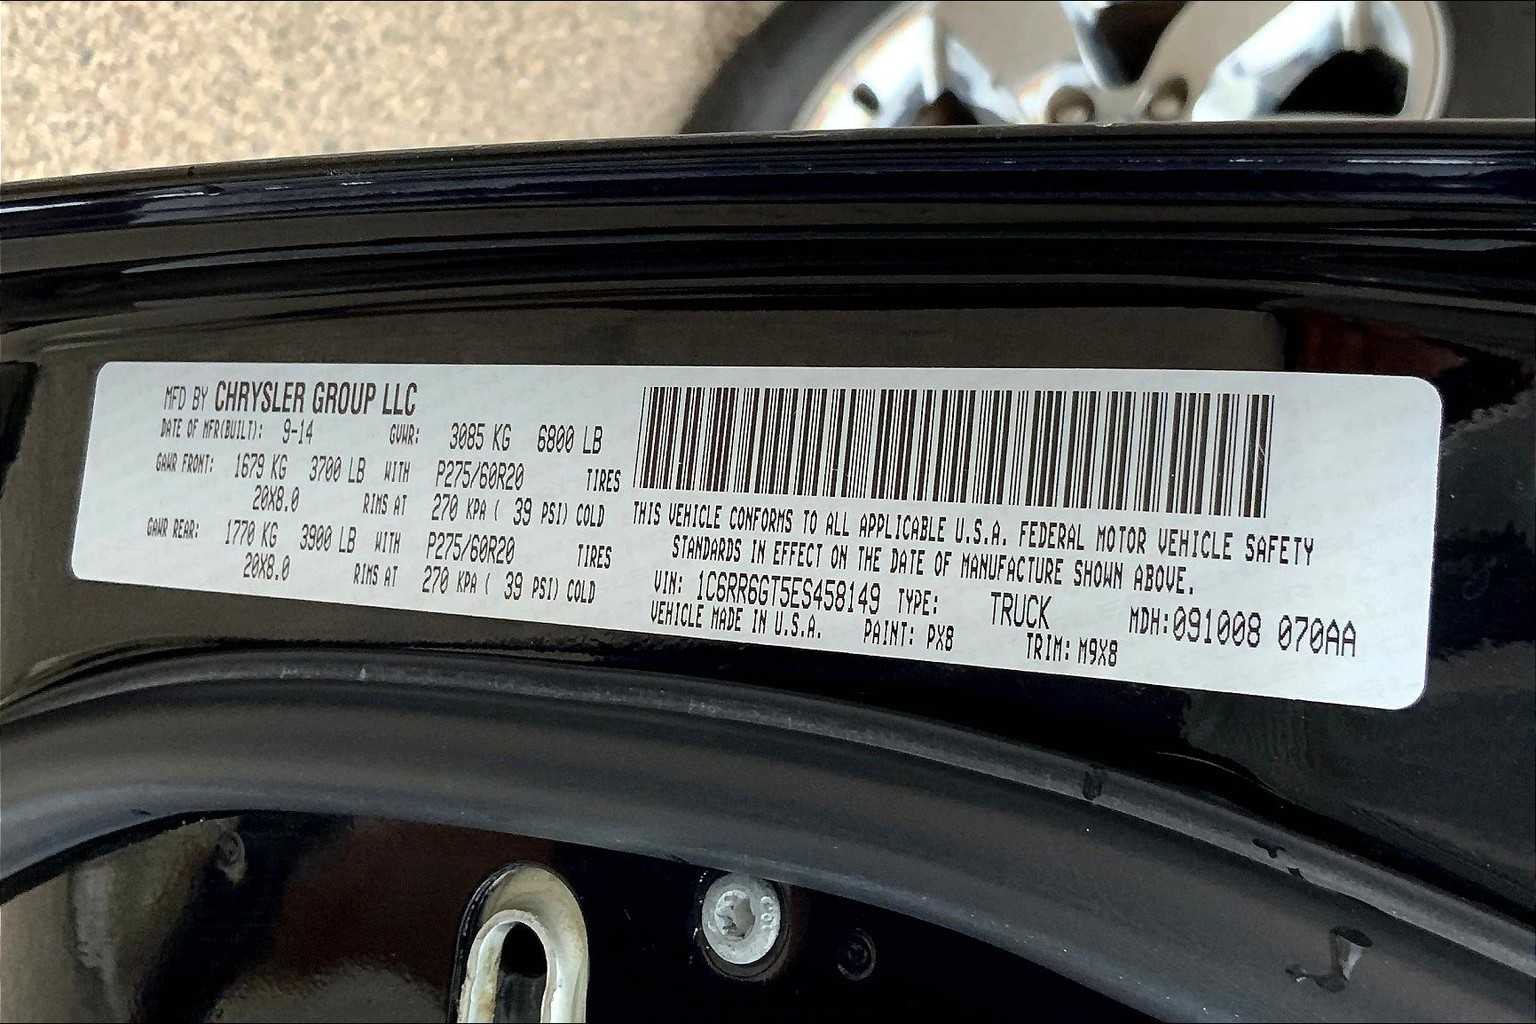 MFD BY CHRYSLER GROUP LLC
DATE OF MFR(BUILT): 9-14 GVWR: 3085 KG 6800 LB
GAWR FRONT: 1679 KG 3700 LB WITH P275/60R20 TIRES
20X8.0 RIMS AT 270 KPA ( 39 PSI) COLD
GAWR REAR: 1770 KG 3900 LB WITH P275/60R20 TIRES
20X8.0 RIMS AT 270 KPA ( 39 PSI) COLD
THIS VEHICLE CONFORMS TO ALL APPLICABLE U.S.A. FEDERAL MOTOR VEHICLE SAFETY
STANDARDS IN EFFECT ON THE DATE OF MANUFACTURE SHOWN ABOVE.
VIN: 1C6RR6GT5ES458149 TYPE: TRUCK MDH:091008 070AA
VEHICLE MADE IN U.S.A. PAINT: PX8 TRIM: M9X8